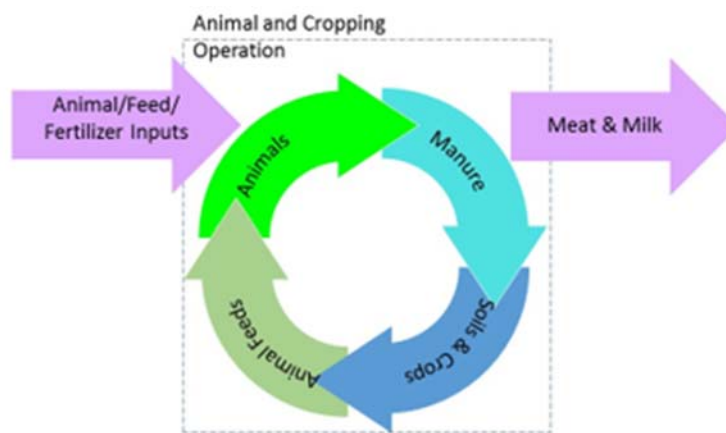 Animal and Cropping
Operation
Animal/Feed/
Fertilizer Inputs
Animals
Manure
Meat & Milk
Animal Feeds
Soils & Crops